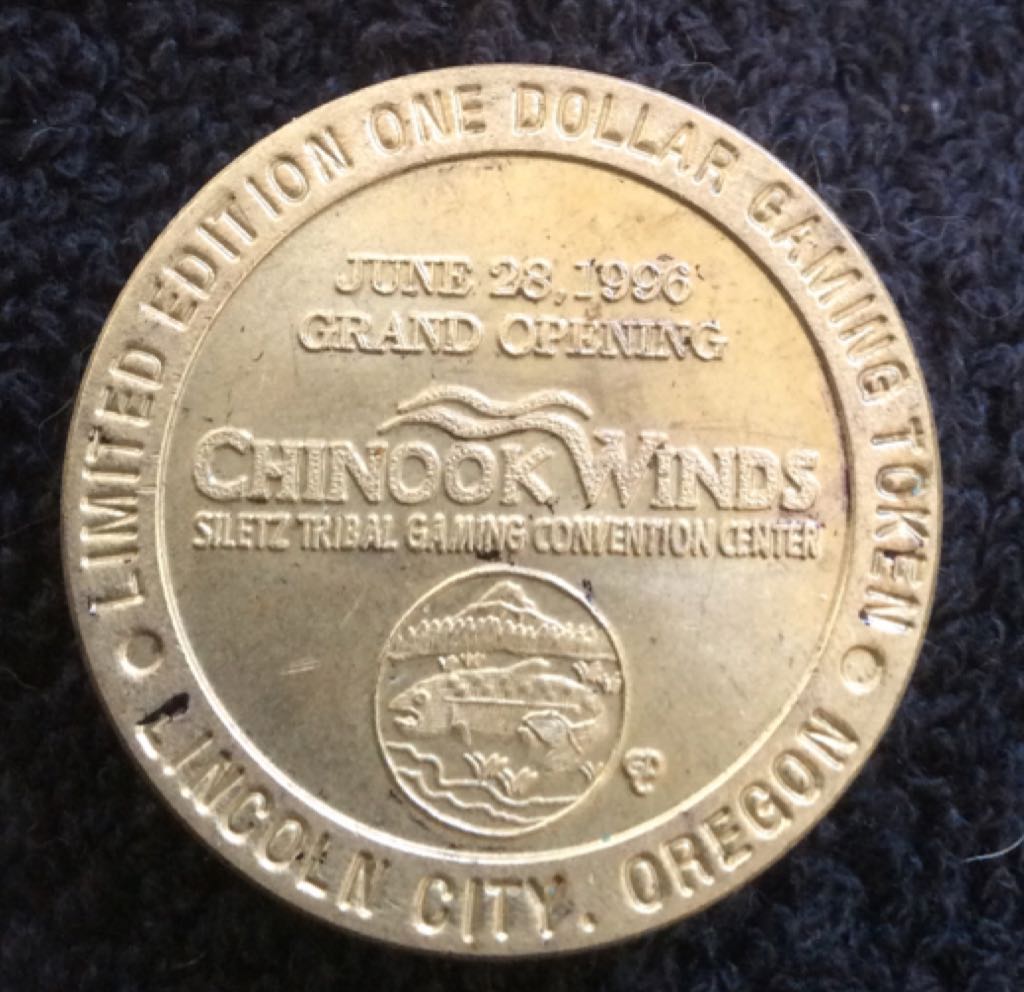 LIMITED EDITION ONE DOLLAR GAMING TOKEN
JUNE 28, 1996
GRAND OPENING
CHINOOK WINDS
SILETZ TRIBAL GAMING CONVENTION CENTER
LINCOLN CITY, OREGON